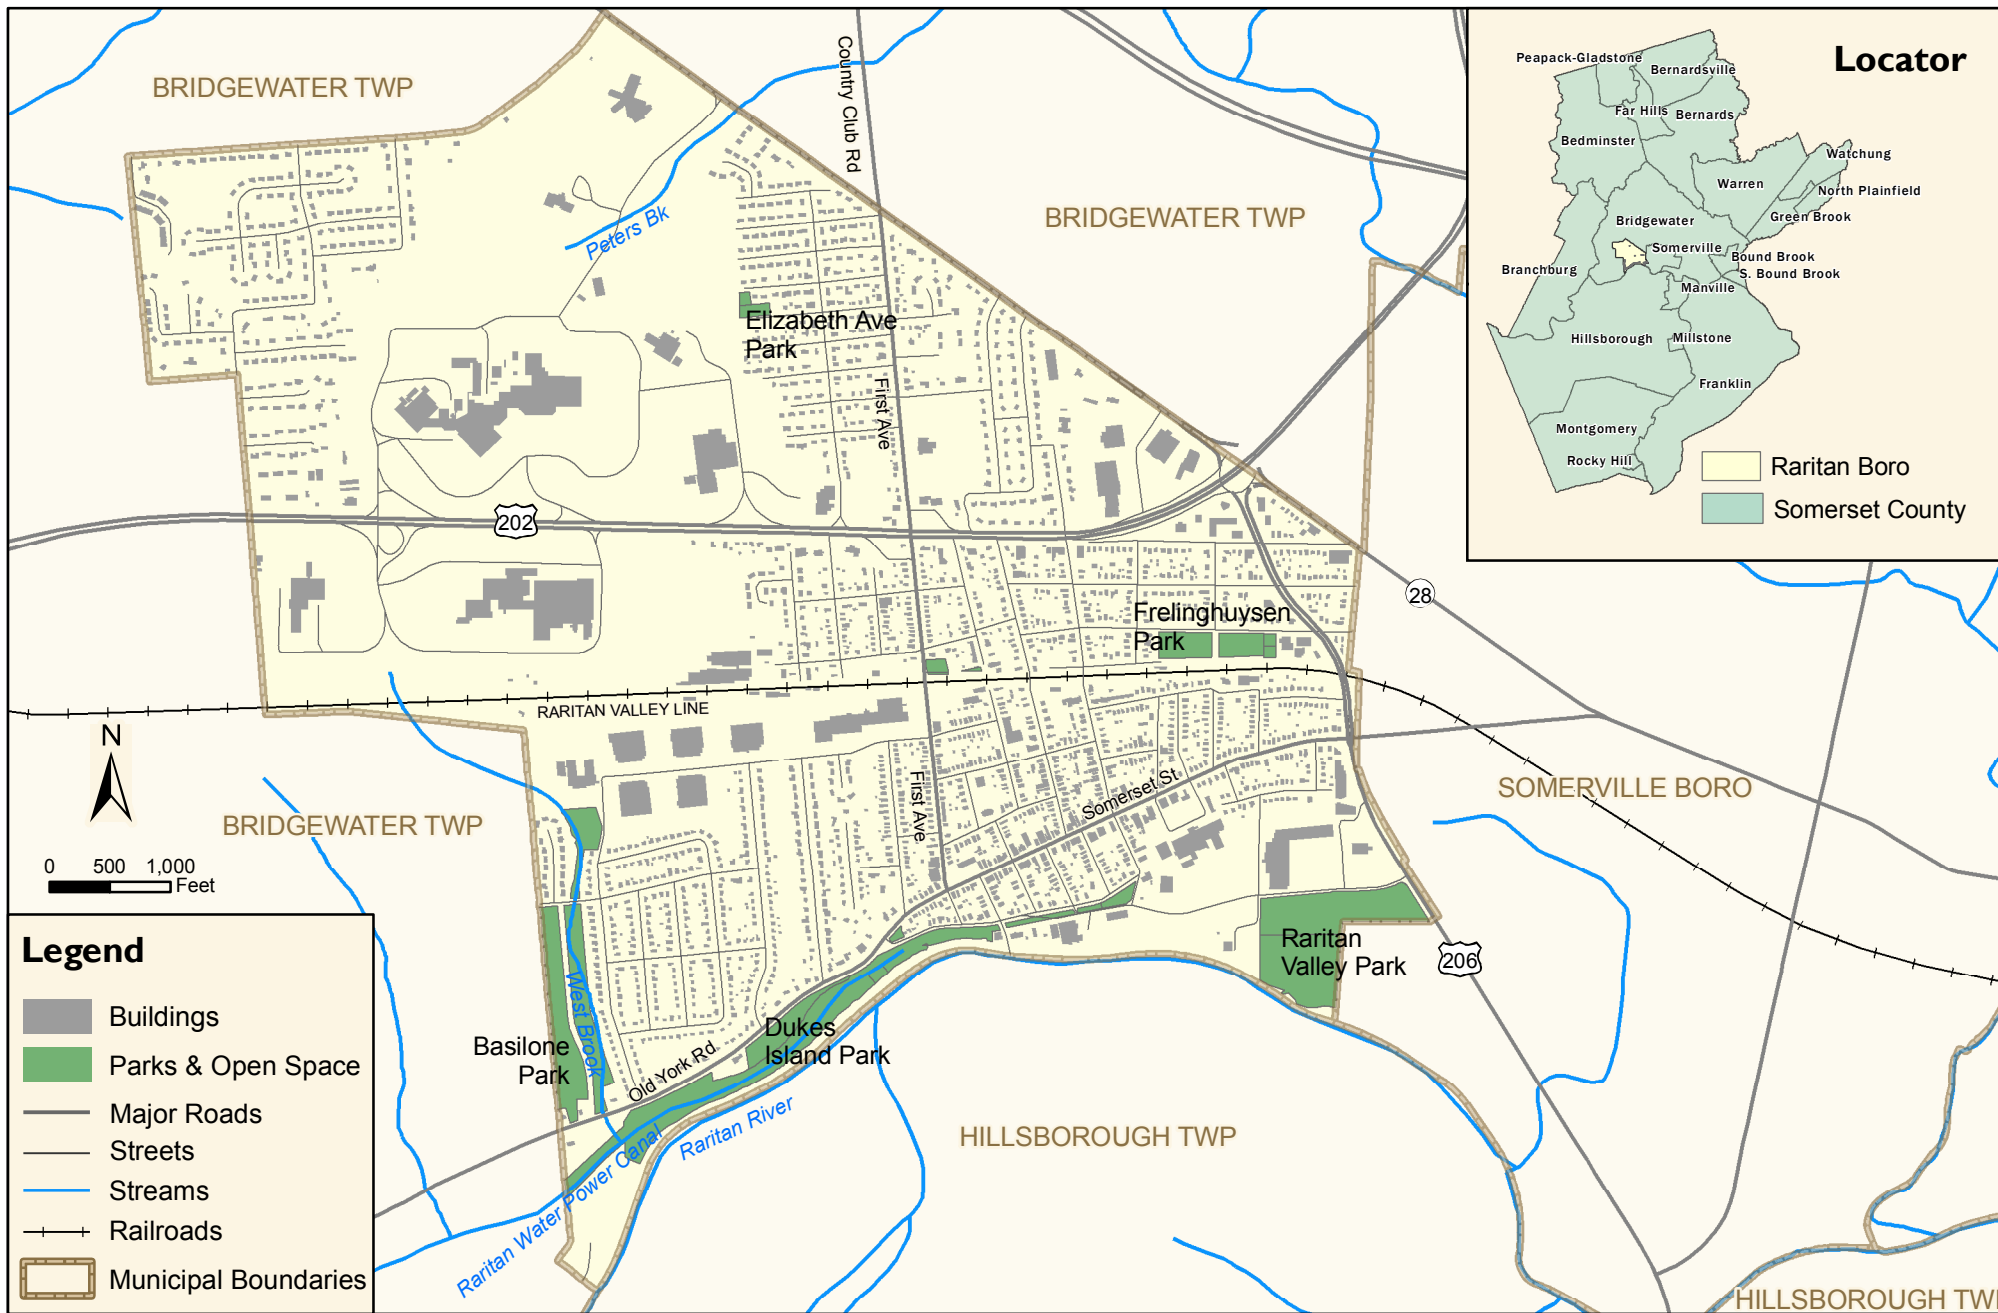 BRIDGEWATER TWP
Country Club Rd
Peters Bk
BRIDGEWATER TWP
Elizabeth Ave
Park
First Ave
202
28
Frelinghuysen
Park
RARITAN VALLEY LINE
N
0 500 1,000
Feet
BRIDGEWATER TWP
First Ave
Somerset St
SOMERVILLE BORO
Raritan
Valley Park
206
West Brook
Basilone
Park
Dukes
Island Park
Old York Rd
Raritan River
Raritan Water Power Canal
HILLSBOROUGH TWP
HILLSBOROUGH TW
Locator
Peapack-Gladstone
Bernardsville
Far Hills
Bernards
Bedminster
Watchung
Warren
North Plainfield
Green Brook
Bridgewater
Somerville
Bound Brook
Branchburg
S. Bound Brook
Manville
Hillsborough
Millstone
Franklin
Montgomery
Rocky Hill
Raritan Boro
Somerset County
Legend
Buildings
Parks & Open Space
Major Roads
Streets
Streams
Railroads
Municipal Boundaries